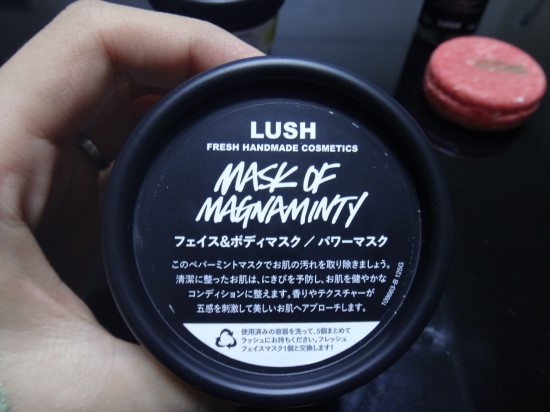 LUSH
LUSH
FRESH HANDMADE COSMETICS
MASK OF
MAGNAMINTY
フェイス&ボディマスク / パワーマスク
このペパーミントマスクでお肌の汚れを取り除きましょう。
清潔に整ったお肌は、にきびを予防し、お肌を健やかな
コンディションに整えます。香りやテクスチャーが
五感を刺激して美しいお肌へアプローチします。
使用済みの容器を洗って、5個まとめて
ラッシュにお持ちください。フレッシュ
フェイスマスク1個と交換します!